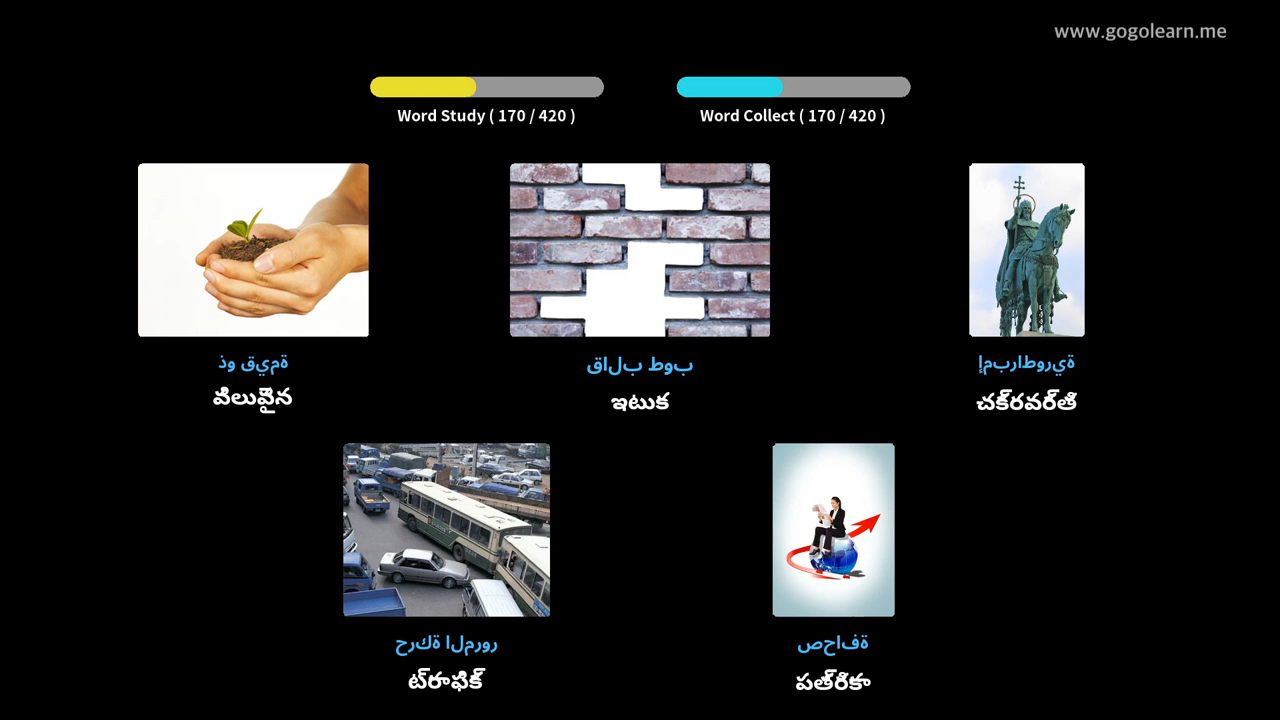 www.gogolearn.me
Word Study ( 170 / 420 )
Word Collect ( 170 / 420 )
ذو قيمة
విలువైన
قالب طوب
ఇటుక
إمبراطورية
చక్రవర్తి
حركة المرور
ట్రాఫిక్
صحافة
పత్రికా